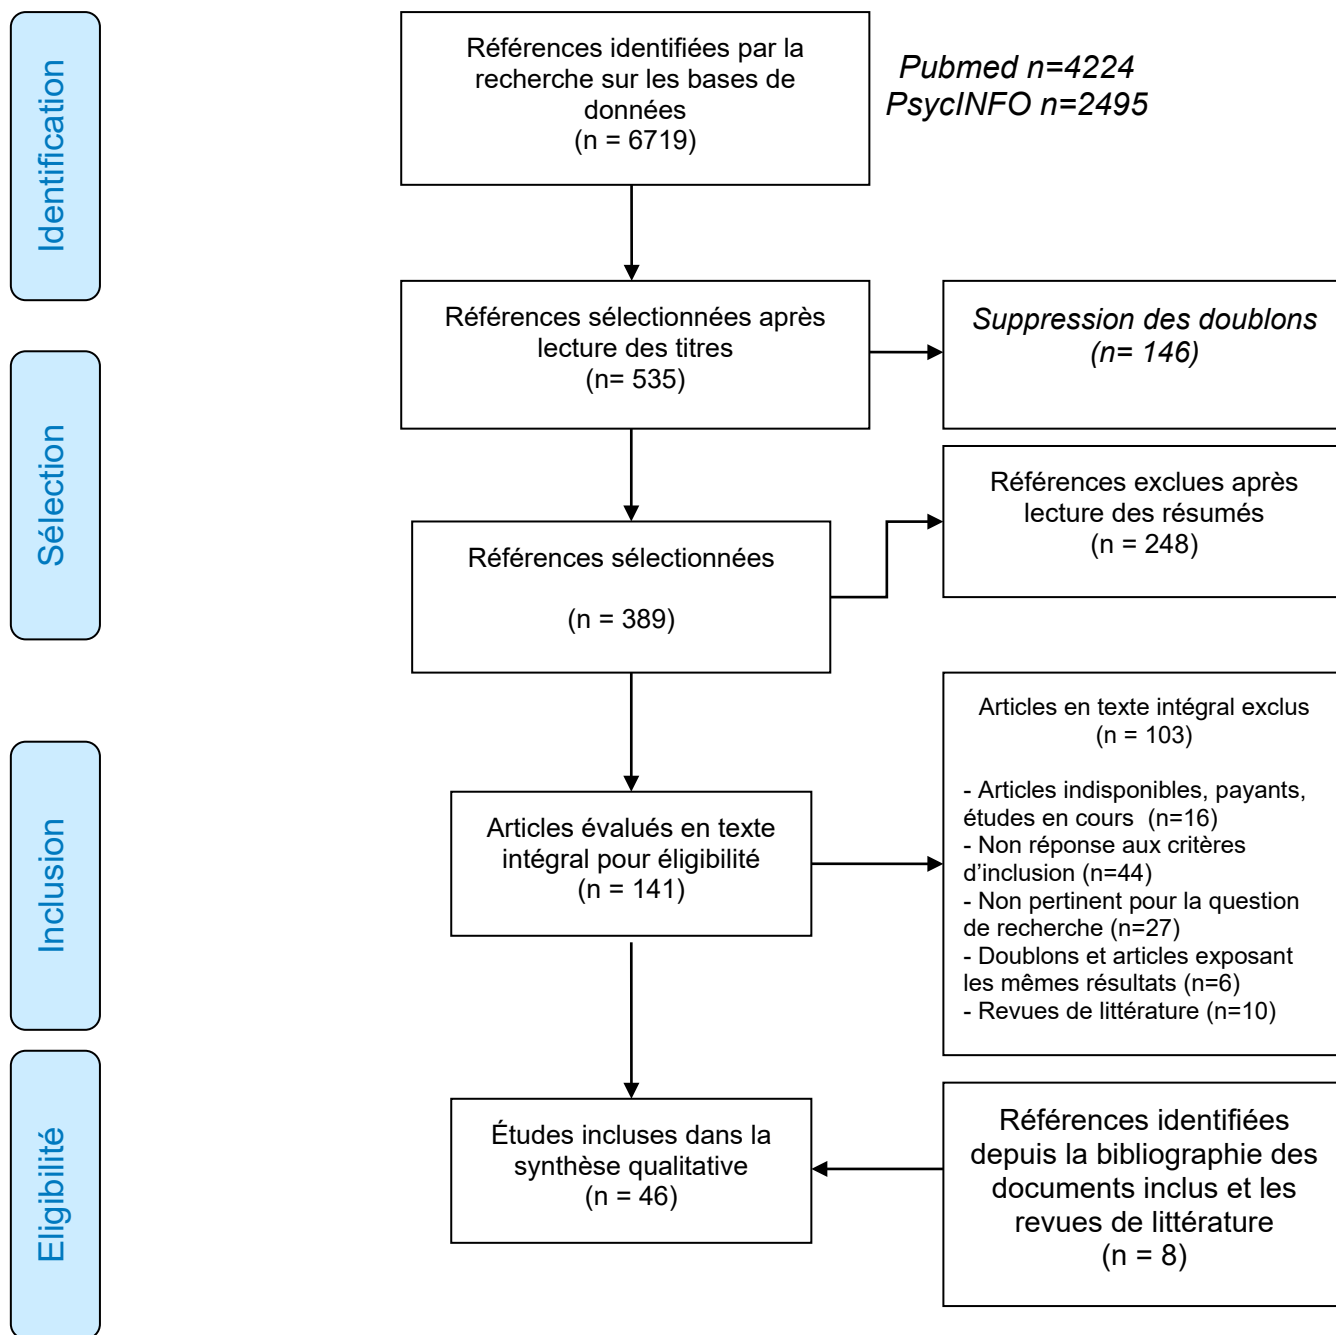 Identification
Références identifiées par la
recherche sur les bases de
données
(n = 6719)
Pubmed n=4224
PsycINFO n=2495
Références sélectionnées après
lecture des titres
(n= 535)
Suppression des doublons
(n= 146)
Sélection
Références exclues après
lecture des résumés
(n = 248)
Références sélectionnées
(n = 389)
Articles en texte intégral exclus
(n = 103)
- Articles indisponibles, payants,
études en cours (n=16)
- Non réponse aux critères
d’inclusion (n=44)
- Non pertinent pour la question
de recherche (n=27)
- Doublons et articles exposant
les mêmes résultats (n=6)
- Revues de littérature (n=10)
Inclusion
Articles évalués en texte
intégral pour éligibilité
(n = 141)
Eligibilité
Études incluses dans la
synthèse qualitative
(n = 46)
Références identifiées
depuis la bibliographie des
documents inclus et les
revues de littérature
(n = 8)